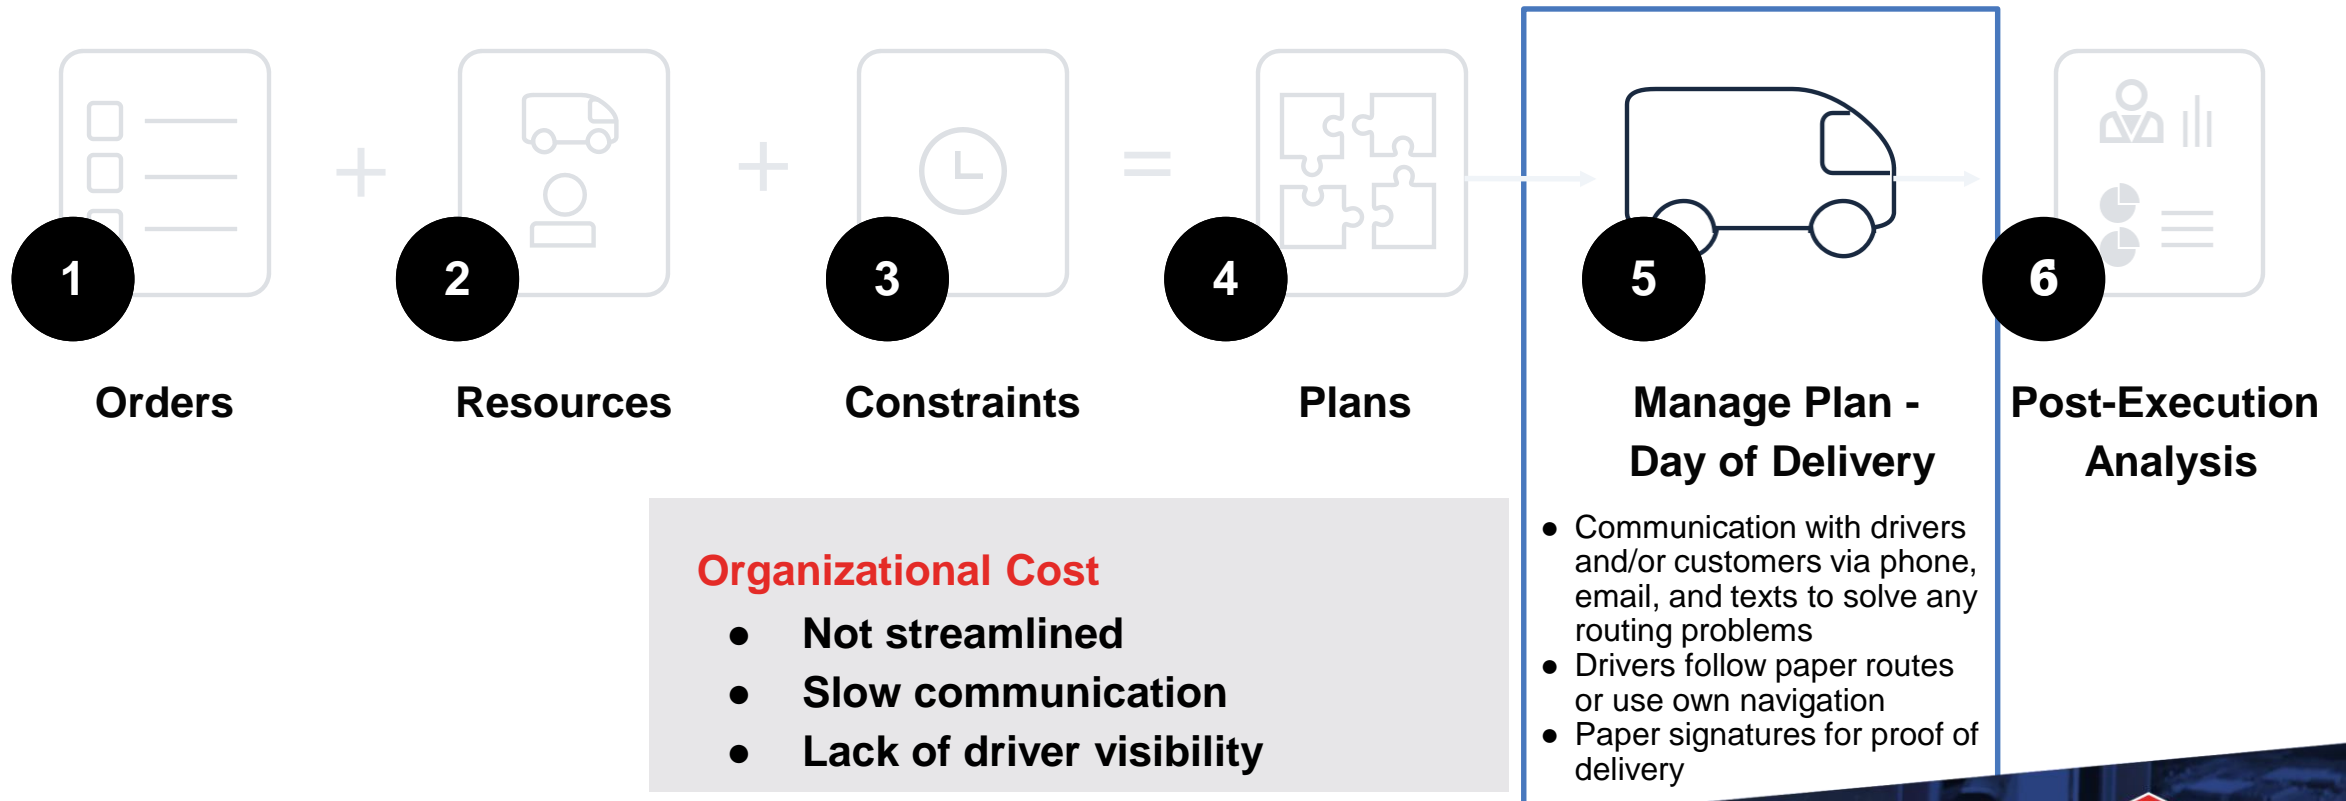 1
2
3
4
5
6
Orders
Resources
Constraints
Plans
Manage Plan -
Day of Delivery
Post-Execution
Analysis
Organizational Cost
● Not streamlined
● Slow communication
● Lack of driver visibility
● Communication with drivers
and/or customers via phone,
email, and texts to solve any
routing problems
● Drivers follow paper routes
or use own navigation
● Paper signatures for proof of
delivery